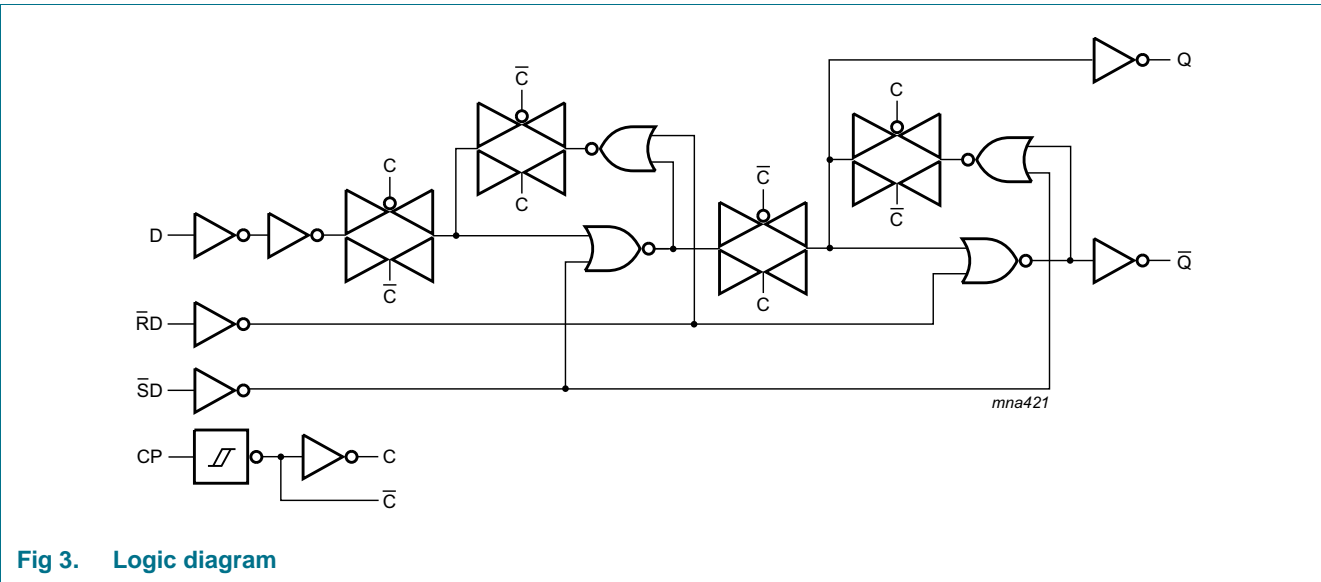 Q
C̅
C
C
C̅
C
D
C̅
C
C̅
C
C̅
Q̅
R̅D
S̅D
mna421
CP
C
C̅
Fig 3. Logic diagram